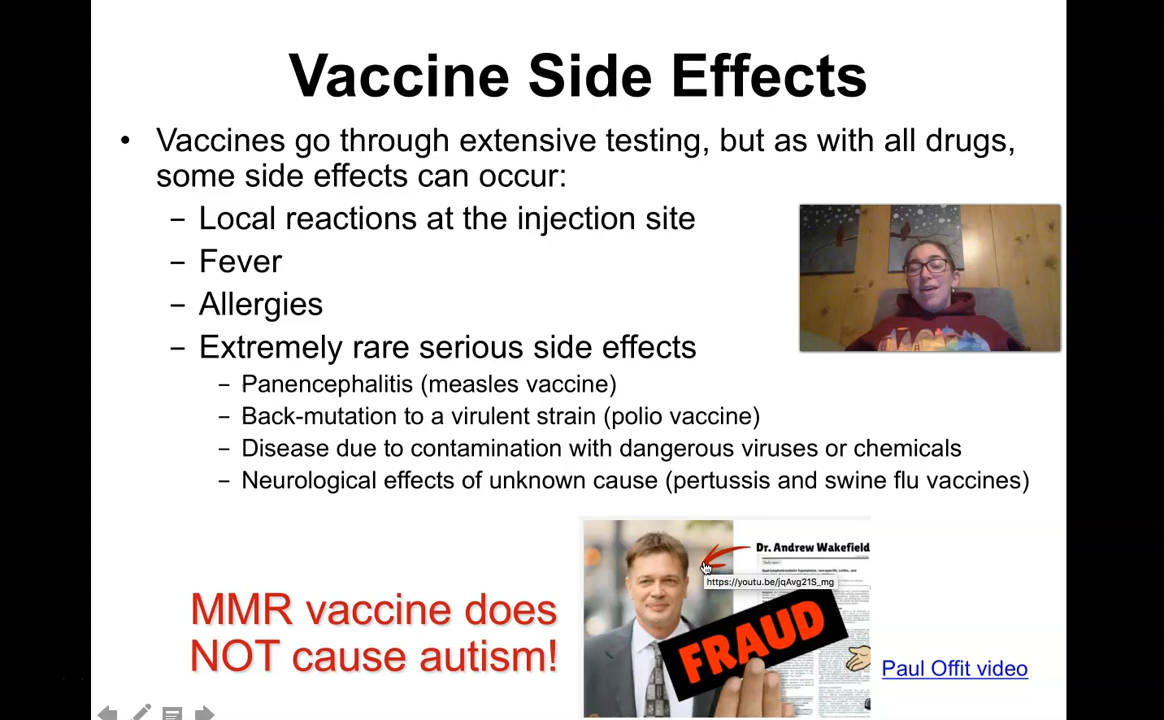 Vaccine Side Effects
• Vaccines go through extensive testing, but as with all drugs,
some side effects can occur:
– Local reactions at the injection site
– Fever
– Allergies
– Extremely rare serious side effects
– Panencephalitis (measles vaccine)
– Back-mutation to a virulent strain (polio vaccine)
– Disease due to contamination with dangerous viruses or chemicals
– Neurological effects of unknown cause (pertussis and swine flu vaccines)
Dr. Andrew Wakefield
https://youtu.be/jqAvg21S_mg
FRAUD
MMR vaccine does
NOT cause autism!
Paul Offit video